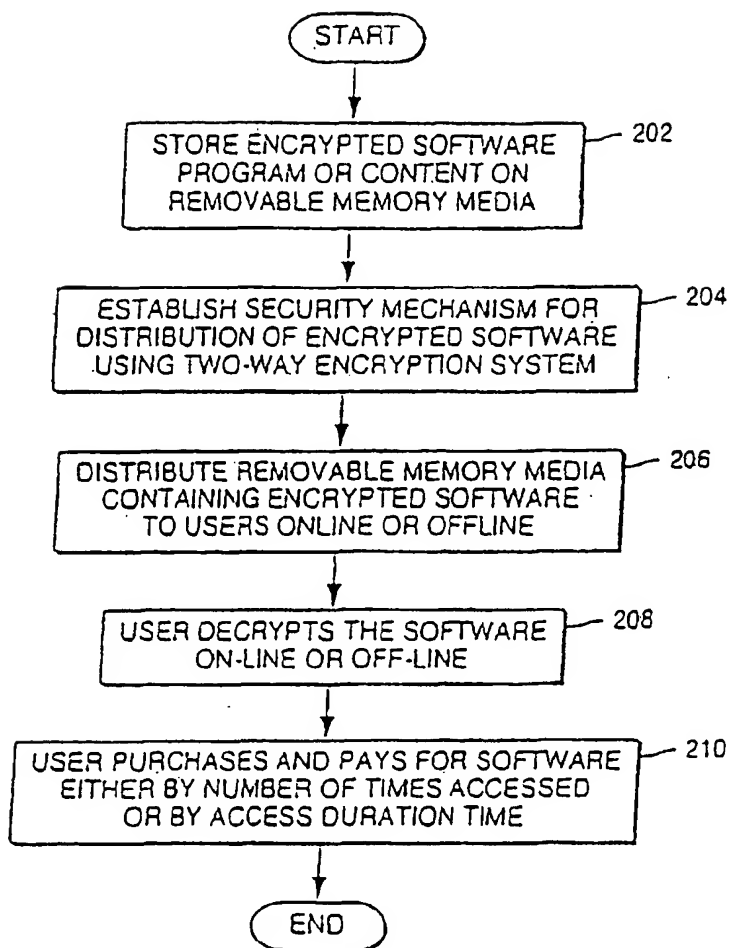 START
STORE ENCRYPTED SOFTWARE
PROGRAM OR CONTENT ON
REMOVABLE MEMORY MEDIA
202
ESTABLISH SECURITY MECHANISM FOR
DISTRIBUTION OF ENCRYPTED SOFTWARE
USING TWO-WAY ENCRYPTION SYSTEM
204
DISTRIBUTE REMOVABLE MEMORY MEDIA
CONTAINING ENCRYPTED SOFTWARE
TO USERS ONLINE OR OFFLINE
206
USER DECRYPTS THE SOFTWARE
ON-LINE OR OFF-LINE
208
USER PURCHASES AND PAYS FOR SOFTWARE
EITHER BY NUMBER OF TIMES ACCESSED
OR BY ACCESS DURATION TIME
210
END